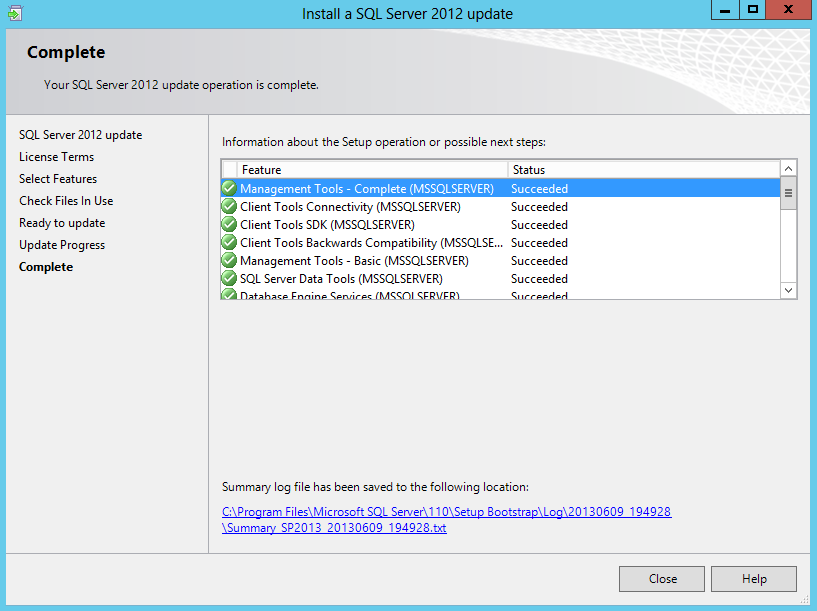 Install a SQL Server 2012 update
Complete
Your SQL Server 2012 update operation is complete.
SQL Server 2012 update
License Terms
Select Features
Check Files In Use
Ready to update
Update Progress
Complete
Information about the Setup operation or possible next steps:
Feature Status
Management Tools - Complete (MSSQLSERVER) Succeeded
Client Tools Connectivity (MSSQLSERVER) Succeeded
Client Tools SDK (MSSQLSERVER) Succeeded
Client Tools Backwards Compatibility (MSSQLSE... Succeeded
Management Tools - Basic (MSSQLSERVER) Succeeded
SQL Server Data Tools (MSSQLSERVER) Succeeded
Database Engine Services (MSSQLSERVER) Succeeded
Summary log file has been saved to the following location:
C:\Program Files\Microsoft SQL Server\110\Setup Bootstrap\Log\20130609_194928
\Summary_SP2013_20130609_194928.txt
Close Help